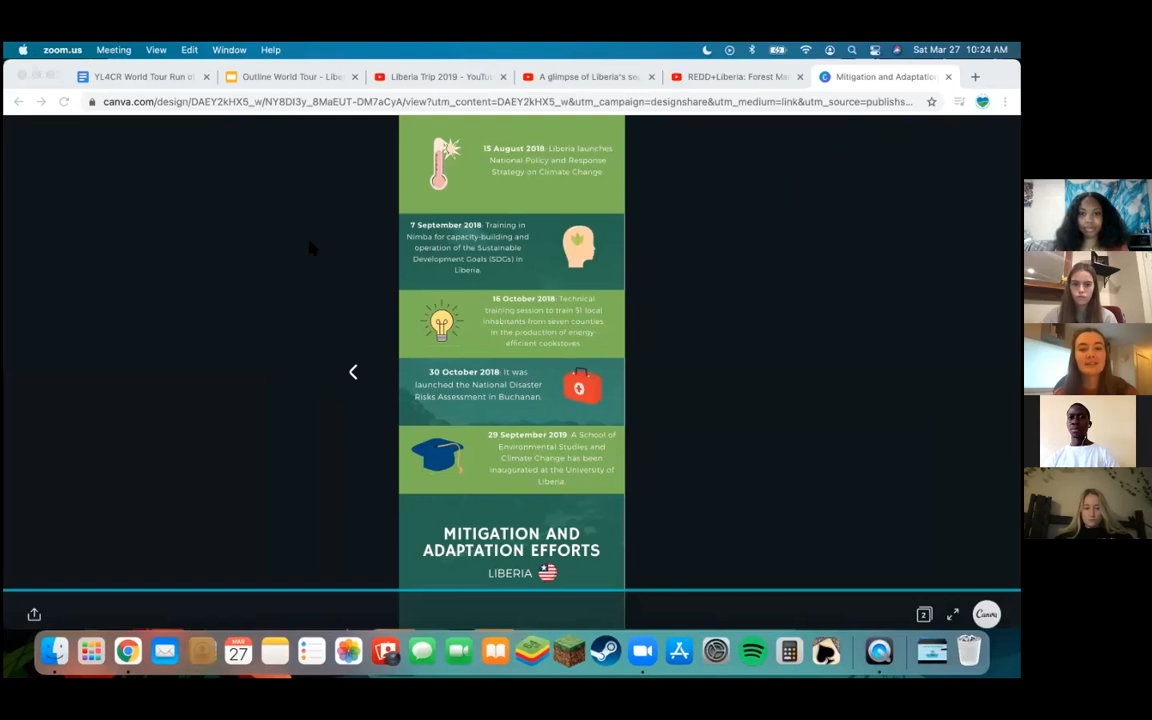 zoom.us Meeting View Edit Window Help Sat Mar 27 10:24 AM
YL4CR World Tour Run of Outline World Tour - Libe Liberia Trip 2019 - YouTu A glimpse of Liberia's se REDD+Liberia: Forest Ma Mitigation and Adaptatio
canva.com/design/DAEY2kHX5_w/NY8DI3y_8MaEUT-DM7aCyA/view?utm_content=DAEY2kHX5_w&utm_campaign=designshare&utm_medium=link&utm_source=publishs...
15 August 2018: Liberia launches
National Policy and Response
Strategy on Climate Change.
7 September 2018: Training in
Nimba for capacity-building and
operation of the Sustainable
Development Goals (SDGs) in
Liberia.
16 October 2018: Technical
training session to train 51 local
inhabitants from seven counties
in the production of energy-
efficient cookstoves
30 October 2018: It was
launched the National Disaster
Risks Assessment in Buchanan.
29 September 2019: A School of
Environmental Studies and
Climate Change has been
inaugurated at the University of
Liberia.
MITIGATION AND
ADAPTATION EFFORTS
LIBERIA
2
Canva
MAR
27